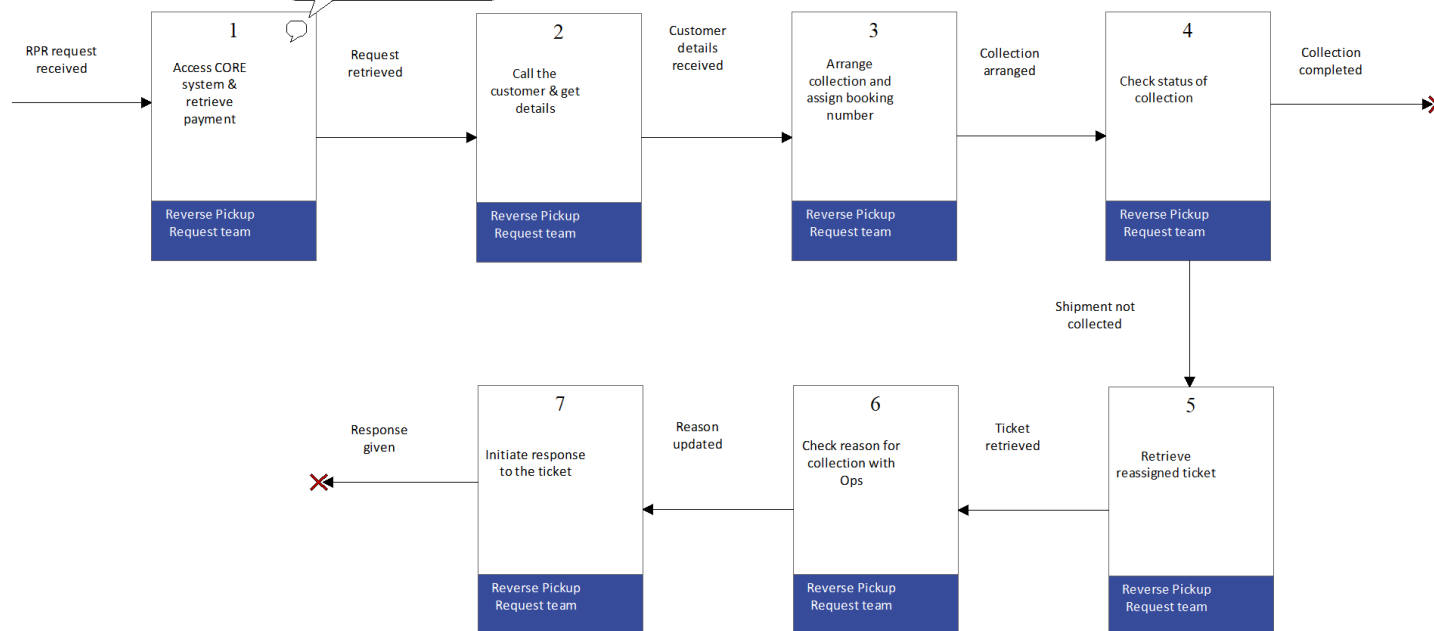 RPR request
received
1
Access CORE
system &
retrieve
payment
Reverse Pickup
Request team
Request
retrieved
2
Call the
customer & get
details
Reverse Pickup
Request team
Customer
details
received
3
Arrange
collection and
assign booking
number
Reverse Pickup
Request team
Collection
arranged
4
Check status of
collection
Reverse Pickup
Request team
Collection
completed
Shipment not
collected
5
Retrieve
reassigned ticket
Reverse Pickup
Request team
Ticket
retrieved
6
Check reason for
collection with
Ops
Reverse Pickup
Request team
Reason
updated
7
Initiate response
to the ticket
Reverse Pickup
Request team
Response
given